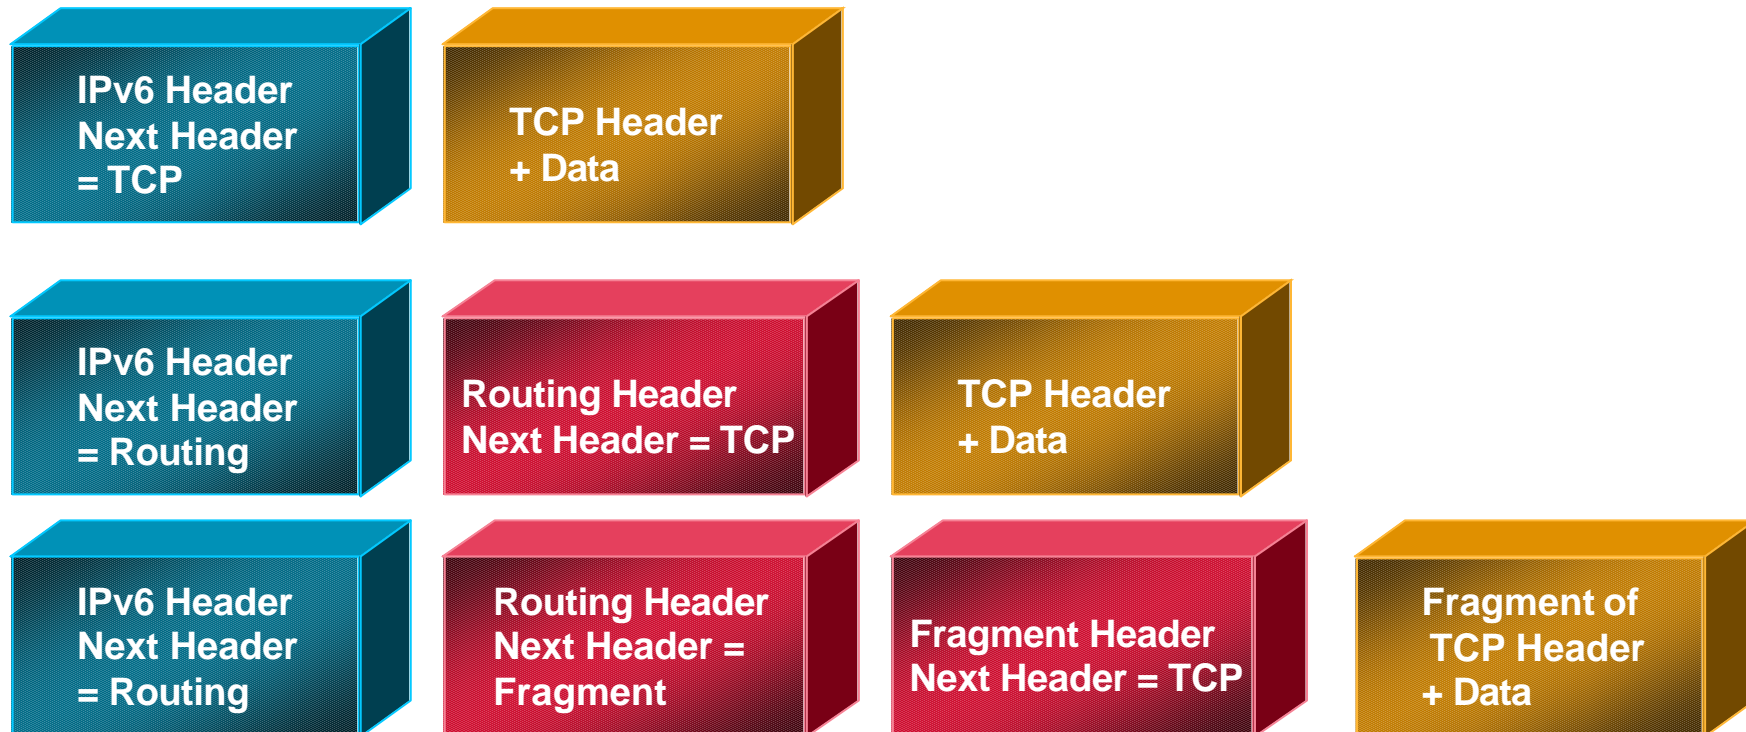 IPv6 Header
Next Header
= TCP
TCP Header
+ Data
IPv6 Header
Next Header
= Routing
Routing Header
Next Header = TCP
TCP Header
+ Data
IPv6 Header
Next Header
= Routing
Routing Header
Next Header =
Fragment
Fragment Header
Next Header = TCP
Fragment of
TCP Header
+ Data